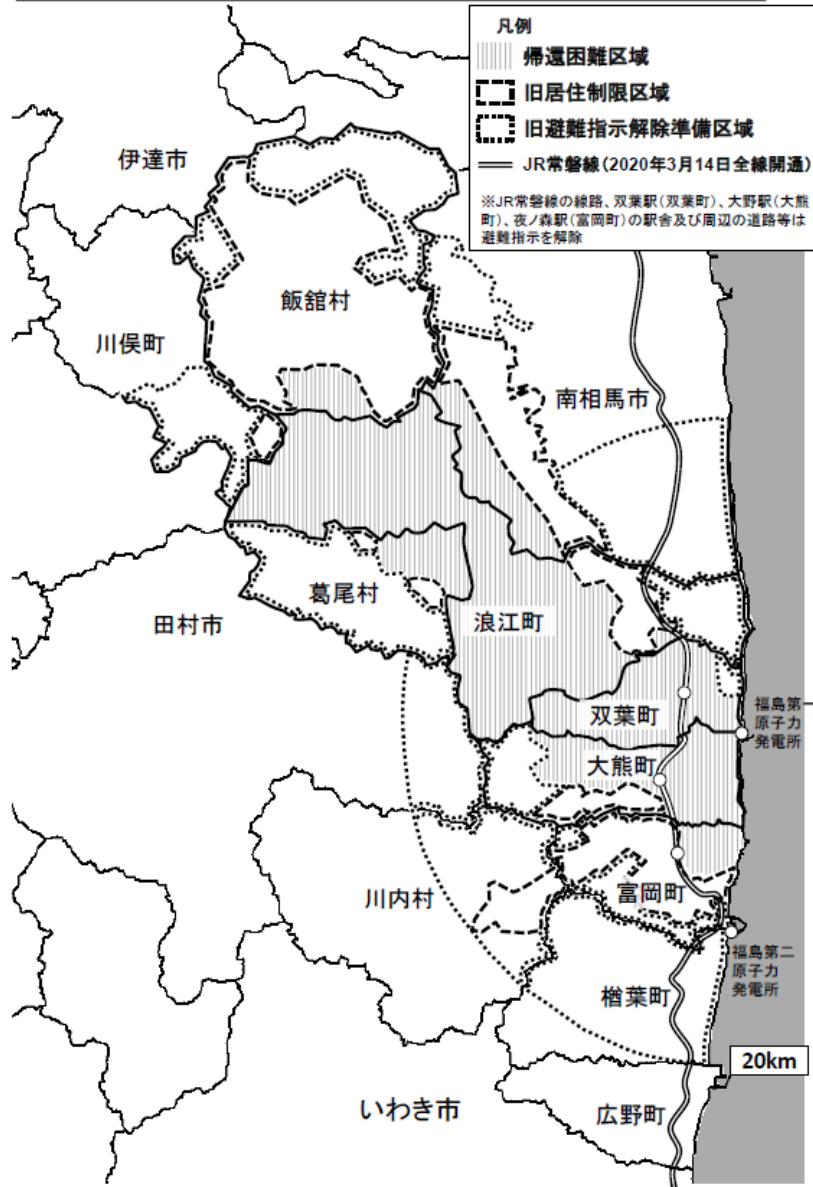 凡例
帰還困難区域
旧居住制限区域
旧避難指示解除準備区域
JR常磐線(2020年3月14日全線開通)
※JR常磐線の線路、双葉駅(双葉町)、大野駅(大熊
町)、夜ノ森駅(富岡町)の駅舎及び周辺の道路等は
避難指示を解除
伊達市
飯舘村
川俣町
南相馬市
葛尾村
田村市
浪江町
双葉町
福島第一
原子力
発電所
大熊町
川内村
富岡町
福島第二
原子力
発電所
楢葉町
20km
いわき市
広野町